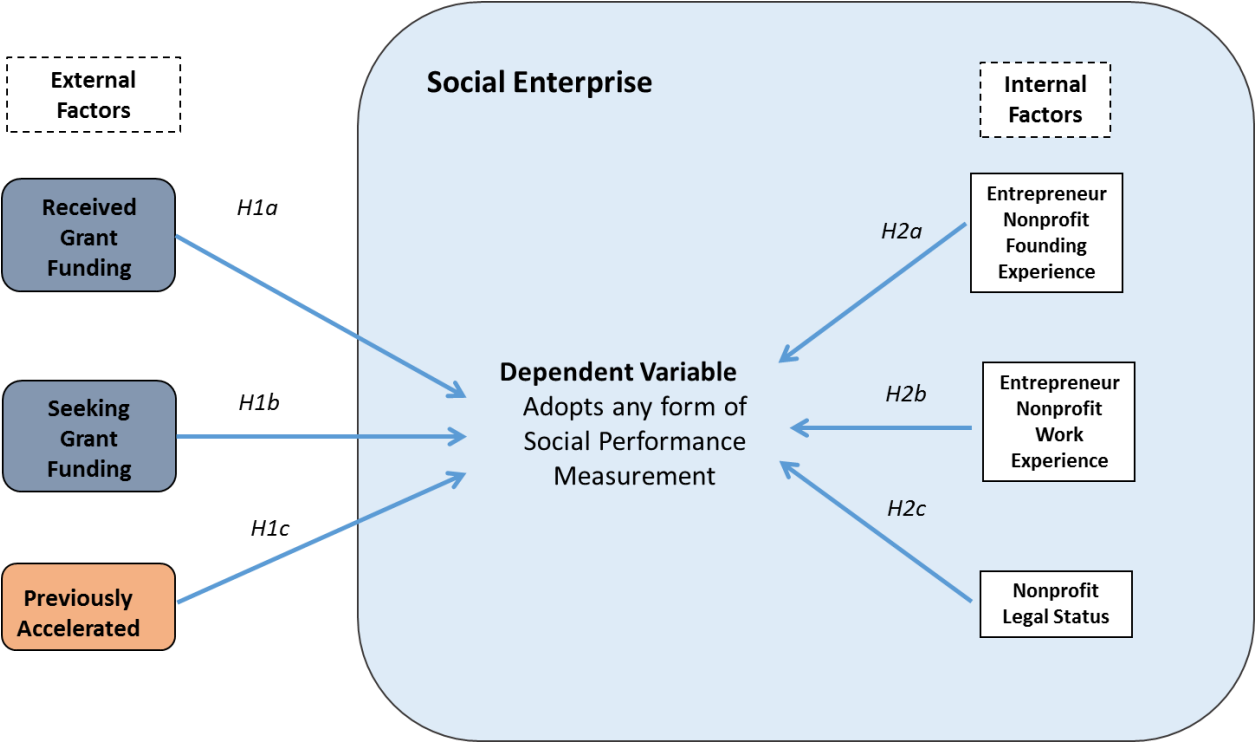 External
Factors
Social Enterprise
Internal
Factors
Received
Grant
Funding
H1a
Entrepreneur
Nonprofit
Founding
Experience
H2a
Seeking
Grant
Funding
H1b
Dependent Variable
Adopts any form of
Social Performance
Measurement
H2b
Entrepreneur
Nonprofit
Work
Experience
Previously
Accelerated
H1c
H2c
Nonprofit
Legal Status